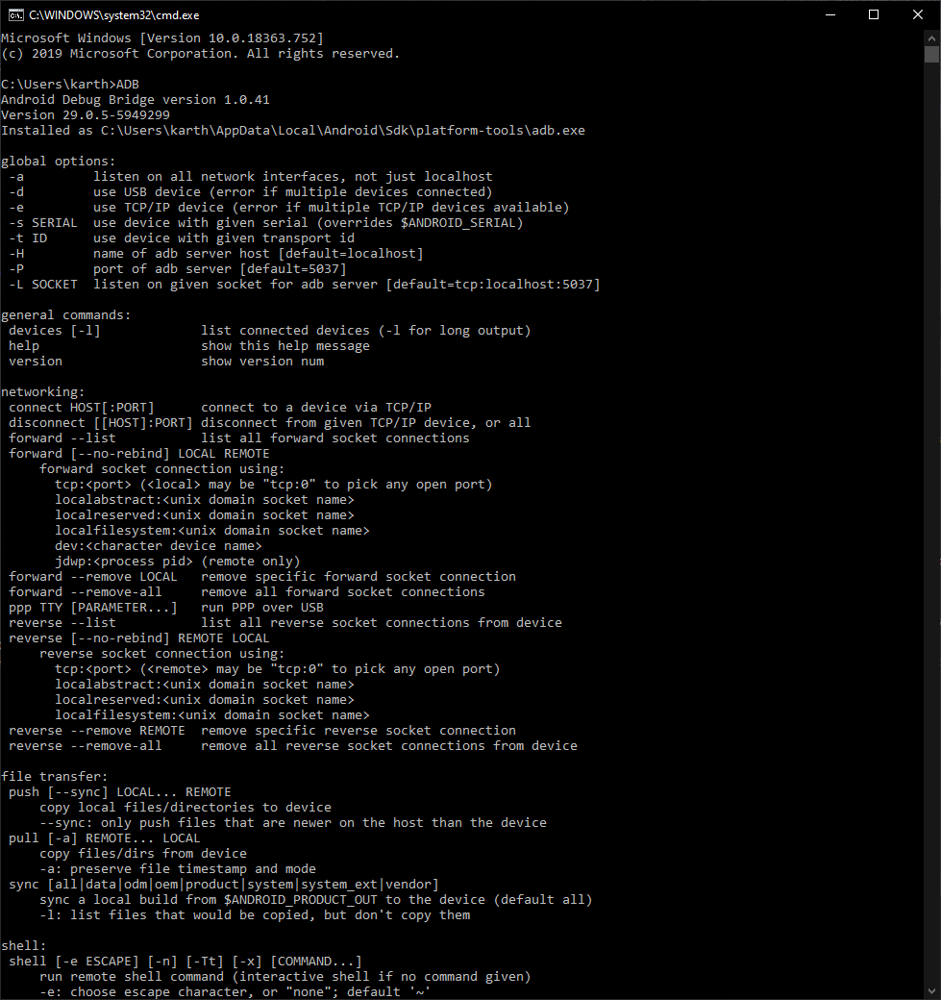 C:\WINDOWS\system32\cmd.exe
Microsoft Windows [Version 10.0.18363.752]
(c) 2019 Microsoft Corporation. All rights reserved.
C:\Users\karth>ADB
Android Debug Bridge version 1.0.41
Version 29.0.5-5949299
Installed as C:\Users\karth\AppData\Local\Android\Sdk\platform-tools\adb.exe
global options:
 -a         listen on all network interfaces, not just localhost
 -d         use USB device (error if multiple devices connected)
 -e         use TCP/IP device (error if multiple TCP/IP devices available)
 -s SERIAL  use device with given serial (overrides $ANDROID_SERIAL)
 -t ID      use device with given transport id
 -H         name of adb server host [default=localhost]
 -P         port of adb server [default=5037]
 -L SOCKET  listen on given socket for adb server [default=tcp:localhost:5037]
general commands:
 devices [-l]             list connected devices (-l for long output)
 help                     show this help message
 version                  show version num
networking:
 connect HOST[:PORT]      connect to a device via TCP/IP
 disconnect [[HOST]:PORT] disconnect from given TCP/IP device, or all
 forward --list           list all forward socket connections
 forward [--no-rebind] LOCAL REMOTE
     forward socket connection using:
       tcp:<port> (<local> may be "tcp:0" to pick any open port)
       localabstract:<unix domain socket name>
       localreserved:<unix domain socket name>
       localfilesystem:<unix domain socket name>
       dev:<character device name>
       jdwp:<process pid> (remote only)
 forward --remove LOCAL   remove specific forward socket connection
 forward --remove-all     remove all forward socket connections
 ppp TTY [PARAMETER...]   run PPP over USB
 reverse --list           list all reverse socket connections from device
 reverse [--no-rebind] REMOTE LOCAL
     reverse socket connection using:
       tcp:<port> (<remote> may be "tcp:0" to pick any open port)
       localabstract:<unix domain socket name>
       localreserved:<unix domain socket name>
       localfilesystem:<unix domain socket name>
 reverse --remove REMOTE  remove specific reverse socket connection
 reverse --remove-all     remove all reverse socket connections from device
file transfer:
 push [--sync] LOCAL... REMOTE
     copy local files/directories to device
     --sync: only push files that are newer on the host than the device
 pull [-a] REMOTE... LOCAL
     copy files/dirs from device
     -a: preserve file timestamp and mode
 sync [all|data|odm|oem|product|system|system_ext|vendor]
     sync a local build from $ANDROID_PRODUCT_OUT to the device (default all)
     -l: list files that would be copied, but don't copy them
shell:
 shell [-e ESCAPE] [-n] [-Tt] [-x] [COMMAND...]
     run remote shell command (interactive shell if no command given)
     -e: choose escape character, or "none"; default '~'